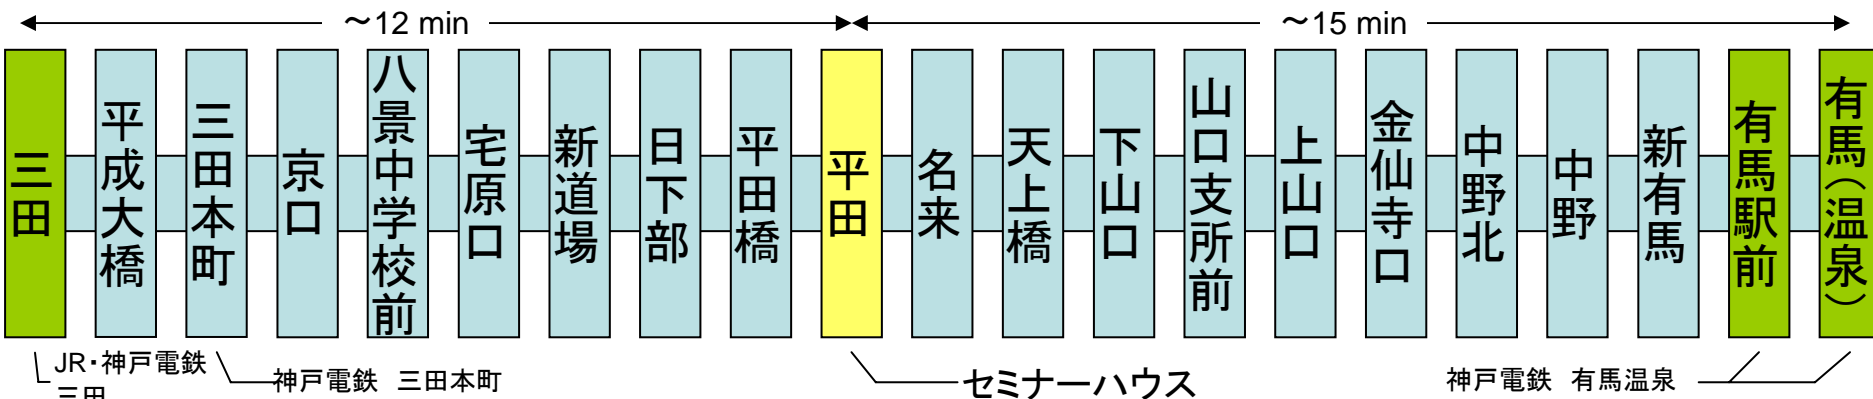 ～12 min
～15 min
三田
平成大橋
三田本町
京口
八景中学校前
宅原口
新道場
日下部
平田橋
平田
名来
天上橋
下山口
山口支所前
上山口
金仙寺口
中野北
中野
新有馬
有馬駅前
有馬(温泉)
JR・神戸電鉄
三田
神戸電鉄 三田本町
セミナーハウス
神戸電鉄 有馬温泉